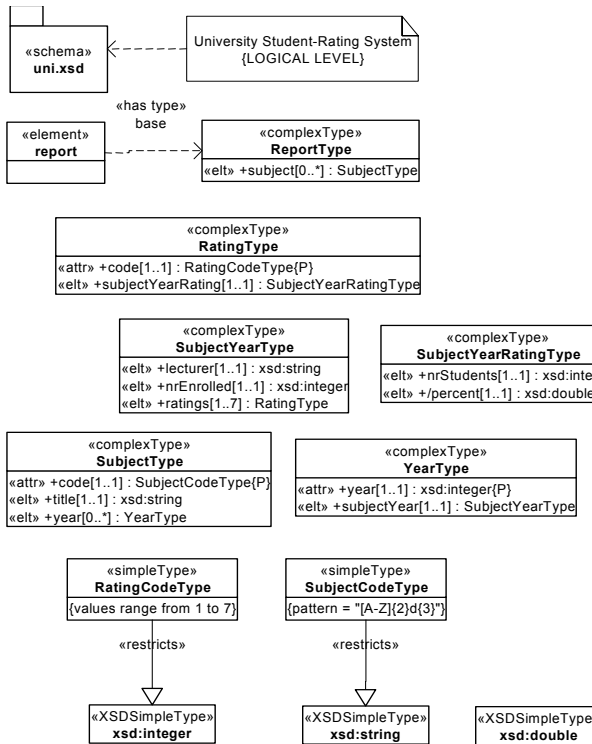 «schema»
uni.xsd
University Student-Rating System
{LOGICAL LEVEL}
«has type»
base
«element»
report
«complexType»
ReportType
«elt» +subject[0..*] : SubjectType
«complexType»
RatingType
«attr» +code[1..1] : RatingCodeType{P}
«elt» +subjectYearRating[1..1] : SubjectYearRatingType
«complexType»
SubjectYearType
«elt» +lecturer[1..1] : xsd:string
«elt» +nrEnrolled[1..1] : xsd:integer
«elt» +ratings[1..7] : RatingType
«complexType»
SubjectYearRatingType
«elt» +nrStudents[1..1] : xsd:inte
«elt» +/percent[1..1] : xsd:double
«complexType»
SubjectType
«attr» +code[1..1] : SubjectCodeType{P}
«elt» +title[1..1] : xsd:string
«elt» +year[0..*] : YearType
«complexType»
YearType
«attr» +year[1..1] : xsd:integer{P}
«elt» +subjectYear[1..1] : SubjectYearType
«simpleType»
RatingCodeType
{values range from 1 to 7}
«simpleType»
SubjectCodeType
{pattern = "[A-Z]{2}d{3}"}
«restricts»
«restricts»
«XSDSimpleType»
xsd:integer
«XSDSimpleType»
xsd:string
«XSDSimpleType
xsd:double